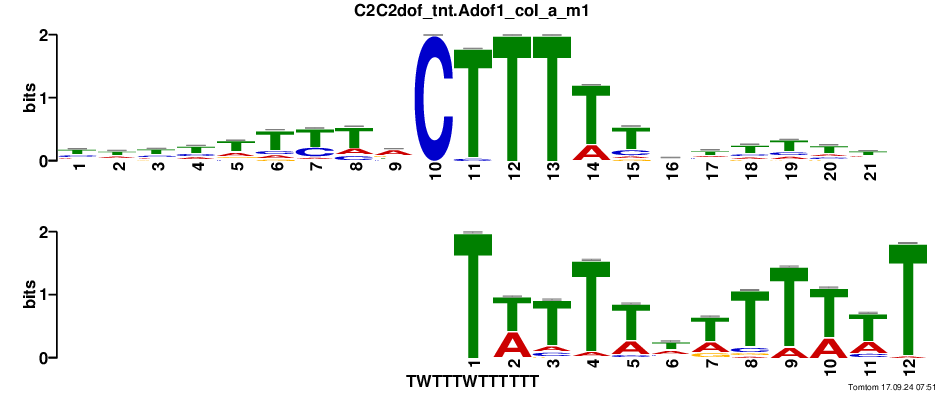 C2C2dof_tnt.Adof1_col_a_m1
bits
2
1
0
CTTTTT
A
1 2 3 4 5 6 7 8 9 10 11 12 13 14 15 16 17 18 19 20 21
bits
2
1
0
TTTTTTTTTTT
A A A A A
1 2 3 4 5 6 7 8 9 10 11 12
TWTTTWTTTTTT
Tomtom 17.09.24 07:51